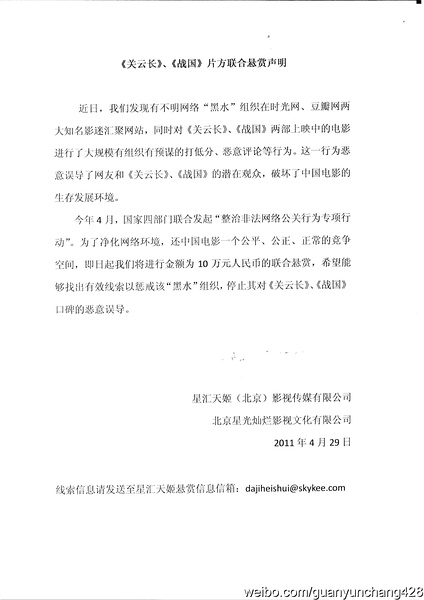 《关云长》、《战国》片方联合悬赏声明
近日，我们发现有不明网络“黑水”组织在时光网、豆瓣网两
大知名影迷汇聚网站，同时对《关云长》、《战国》两部上映中的电影
进行了大规模有组织有预谋的打低分、恶意评论等行为。这一行为恶
意误导了网友和《关云长》、《战国》的潜在观众，破坏了中国电影的
生存发展环境。
今年 4 月，国家四部门联合发起“整治非法网络公关行为专项行
动”。为了净化网络环境，还中国电影一个公平、公正、正常的竞争
空间，即日起我们将进行金额为 10 万元人民币的联合悬赏，希望能
够找出有效线索以惩戒该“黑水”组织，停止其对《关云长》、《战国》
口碑的恶意误导。
星汇天姬（北京）影视传媒有限公司
北京星光灿烂影视文化有限公司
2011 年 4 月 29 日
线索信息请发送至星汇天姬悬赏信息信箱：dajiheishui@skykee.com
weibo.com/guanyunchang428